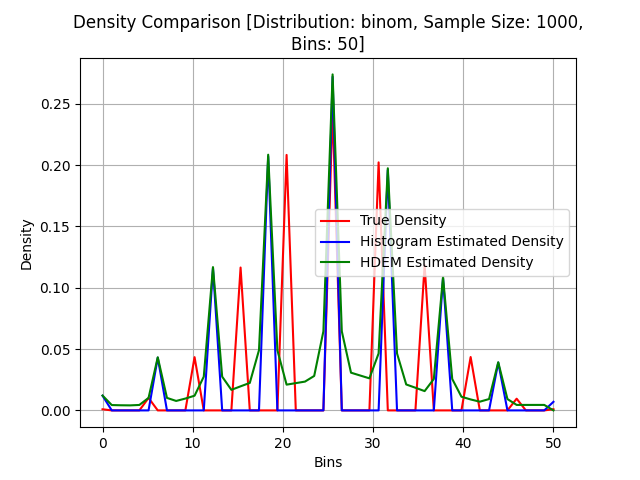 Density Comparison [Distribution: binom, Sample Size: 1000,
Bins: 50]
Density
0.25
0.20
0.15
0.10
0.05
0.00
True Density
Histogram Estimated Density
HDEM Estimated Density
0 10 20 30 40 50
Bins